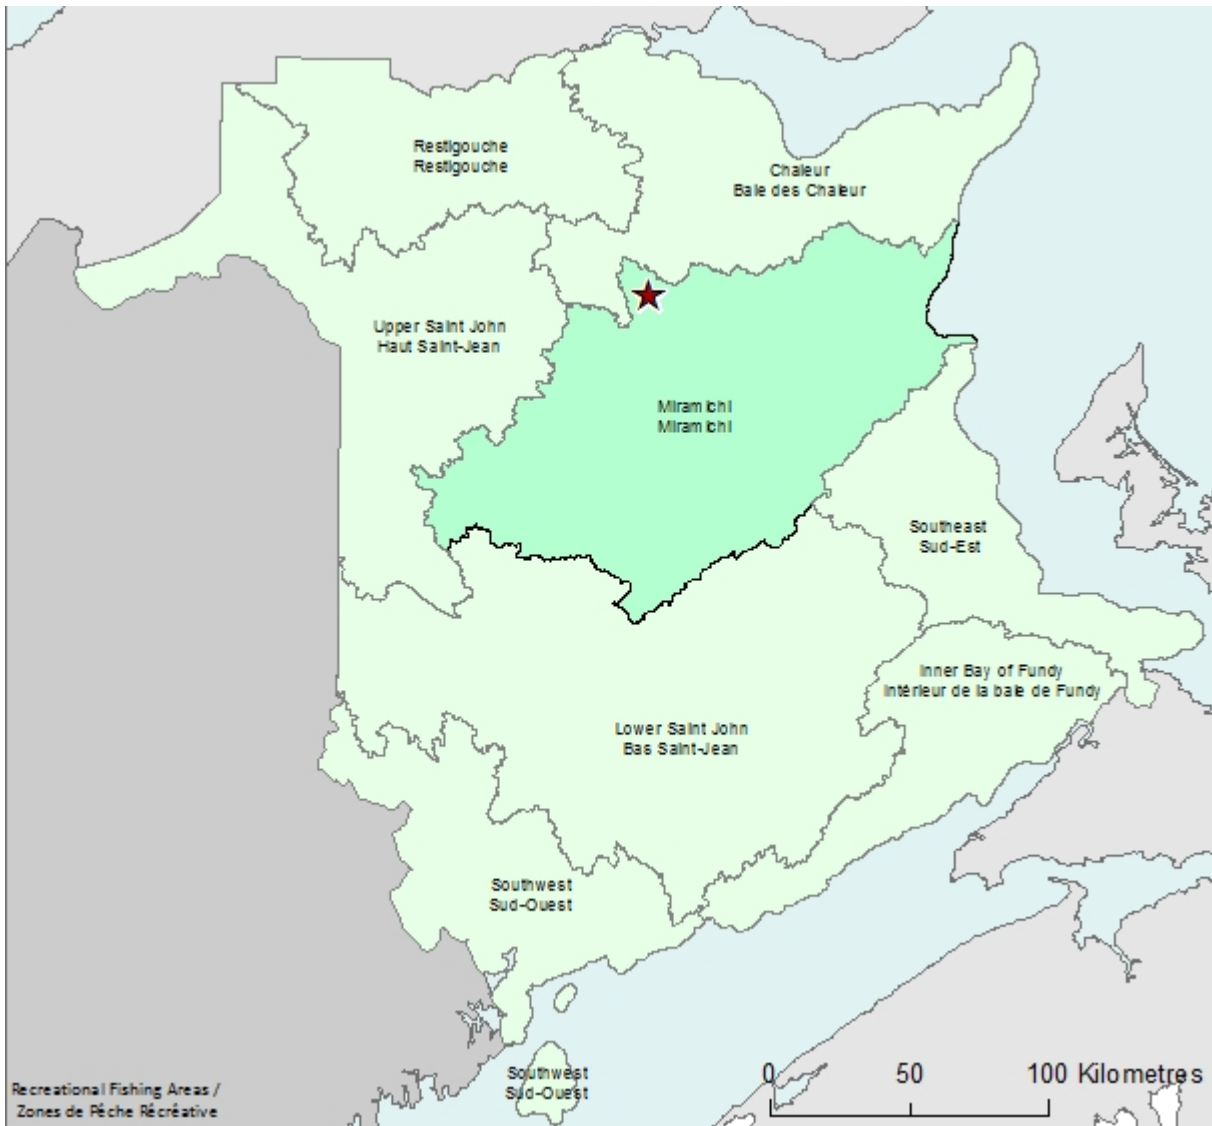 Restigouche
Restigouche
Chaleur
Baie des Chaleur
Upper Saint John
Haut Saint-Jean
Miramichi
Miramichi
Southeast
Sud-Est
Inner Bay of Fundy
Intérieur de la baie de Fundy
Lower Saint John
Bas Saint-Jean
Southwest
Sud-Ouest
Southwest
Sud-Ouest
0 50 100 Kilometres
Recreational Fishing Areas /
Zones de Pêche Récréative